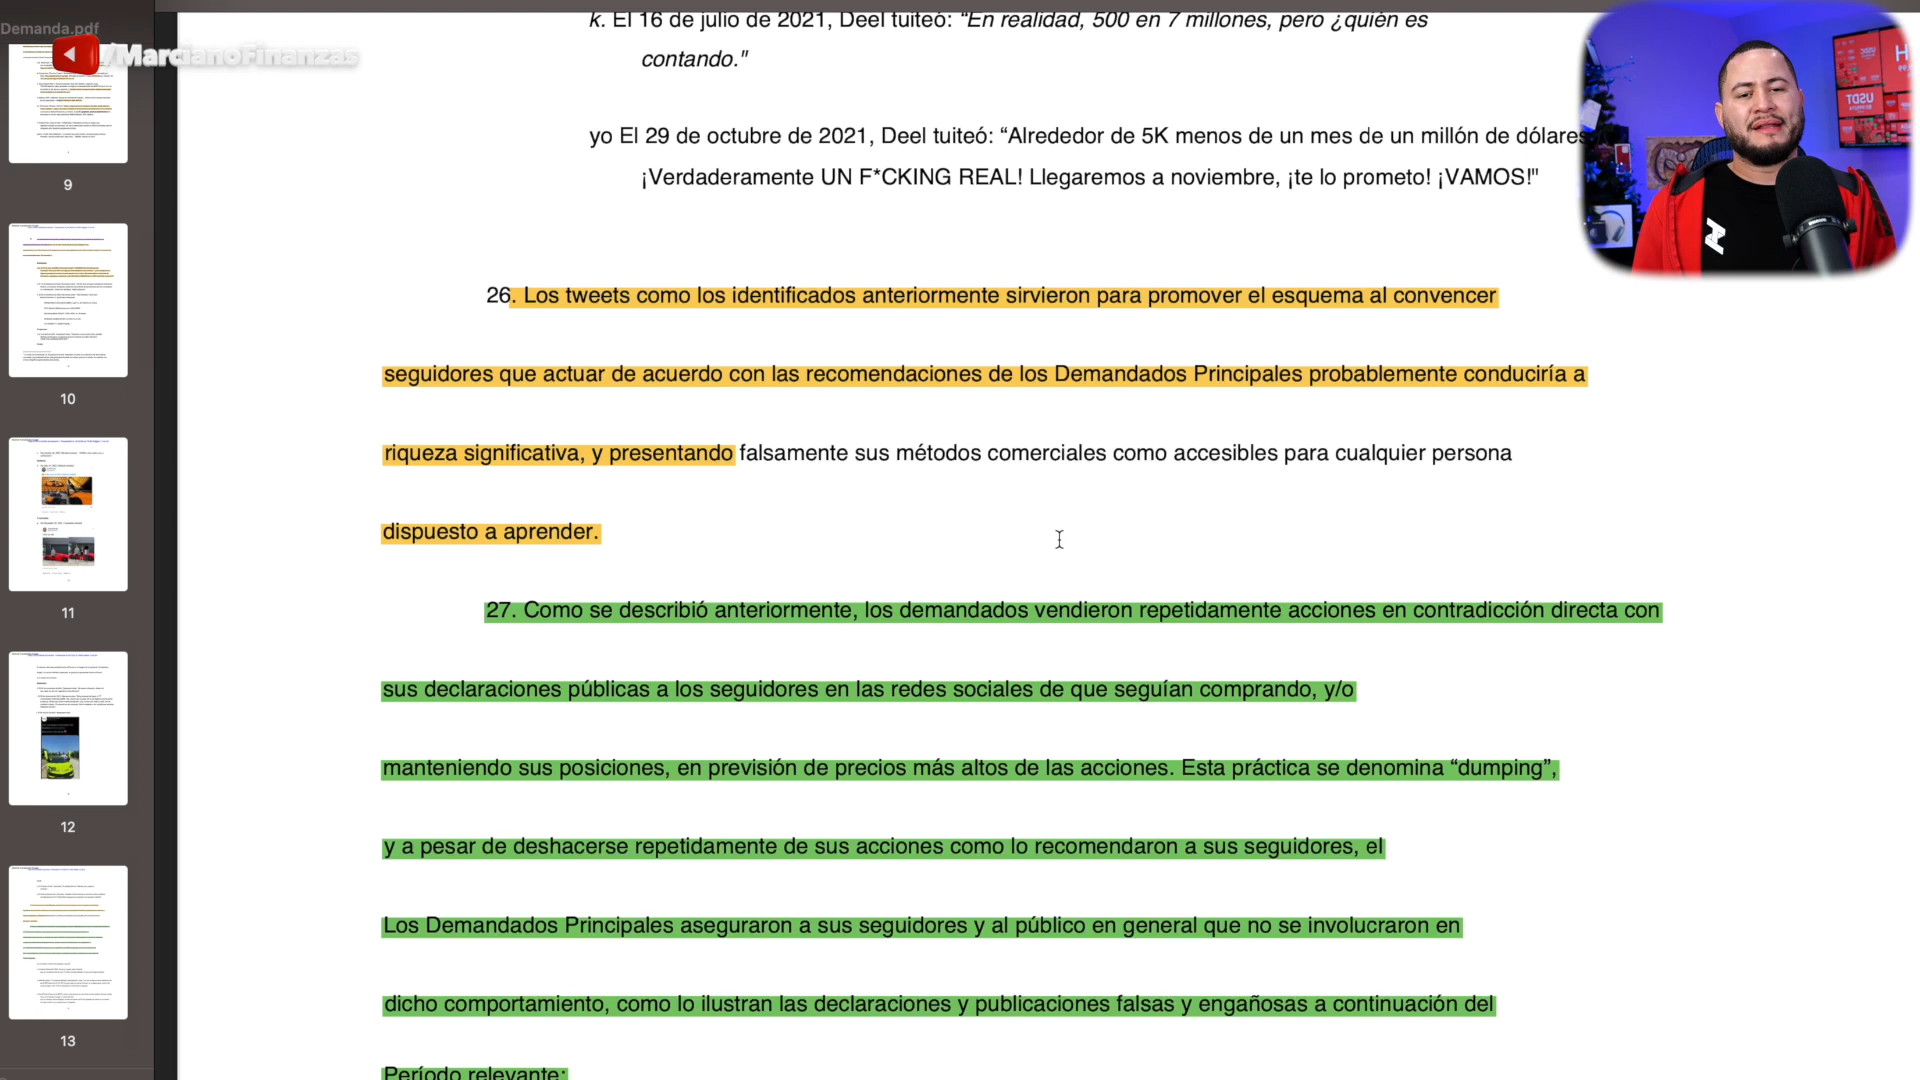 Demanda.pdf
/MarcianoFinanzas
k. El 16 de julio de 2021, Deel tuiteó: “En realidad, 500 en 7 millones, pero ¿quién es
contando."
yo El 29 de octubre de 2021, Deel tuiteó: “Alrededor de 5K menos de un mes de un millón de dólares
¡Verdaderamente UN F*CKING REAL! Llegaremos a noviembre, ¡te lo prometo! ¡VAMOS!"
26. Los tweets como los identificados anteriormente sirvieron para promover el esquema al convencer
seguidores que actuar de acuerdo con las recomendaciones de los Demandados Principales probablemente conduciría a
riqueza significativa, y presentando falsamente sus métodos comerciales como accesibles para cualquier persona
dispuesto a aprender.
27. Como se describió anteriormente, los demandados vendieron repetidamente acciones en contradicción directa con
sus declaraciones públicas a los seguidores en las redes sociales de que seguían comprando, y/o
manteniendo sus posiciones, en previsión de precios más altos de las acciones. Esta práctica se denomina “dumping”,
y a pesar de deshacerse repetidamente de sus acciones como lo recomendaron a sus seguidores, el
Los Demandados Principales aseguraron a sus seguidores y al público en general que no se involucraron en
dicho comportamiento, como lo ilustran las declaraciones y publicaciones falsas y engañosas a continuación del
Período relevante:
9
10
11
12
13
USDT